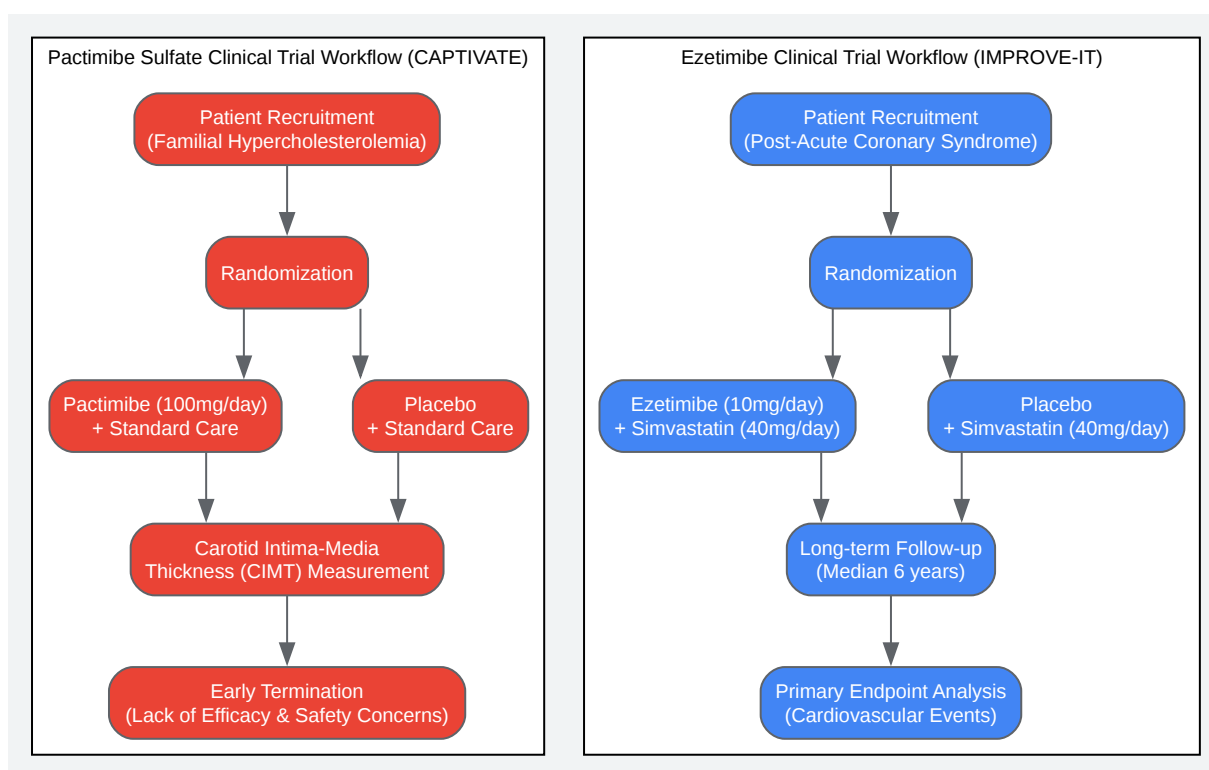 Pactimibe Sulfate Clinical Trial Workflow (CAPTIVATE)
Patient Recruitment
(Familial Hypercholesterolemia)
Randomization
Pactimibe (100mg/day)
+ Standard Care
Placebo
+ Standard Care
Carotid Intima-Media
Thickness (CIMT) Measurement
Early Termination
(Lack of Efficacy & Safety Concerns)
Ezetimibe Clinical Trial Workflow (IMPROVE-IT)
Patient Recruitment
(Post-Acute Coronary Syndrome)
Randomization
Ezetimibe (10mg/day)
+ Simvastatin (40mg/day)
Placebo
+ Simvastatin (40mg/day)
Long-term Follow-up
(Median 6 years)
Primary Endpoint Analysis
(Cardiovascular Events)